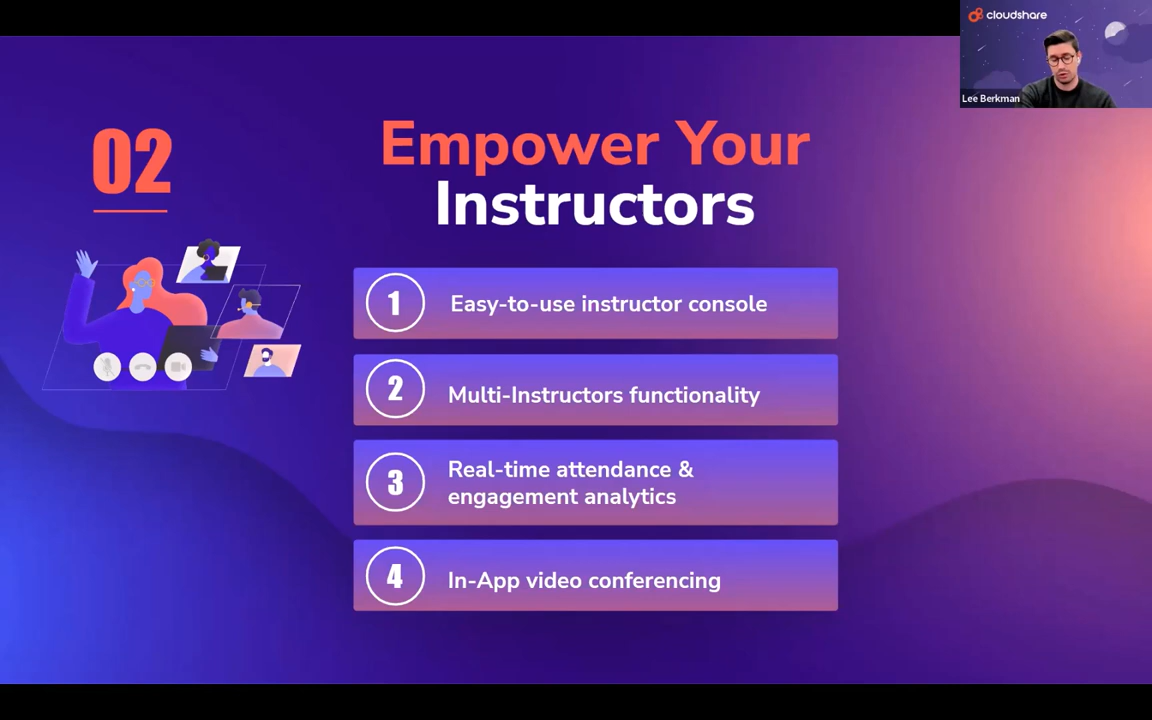 cloudshare
Lee Berkman
02
Empower Your
Instructors
1
Easy-to-use instructor console
2
Multi-Instructors functionality
3
Real-time attendance &
engagement analytics
4
In-App video conferencing